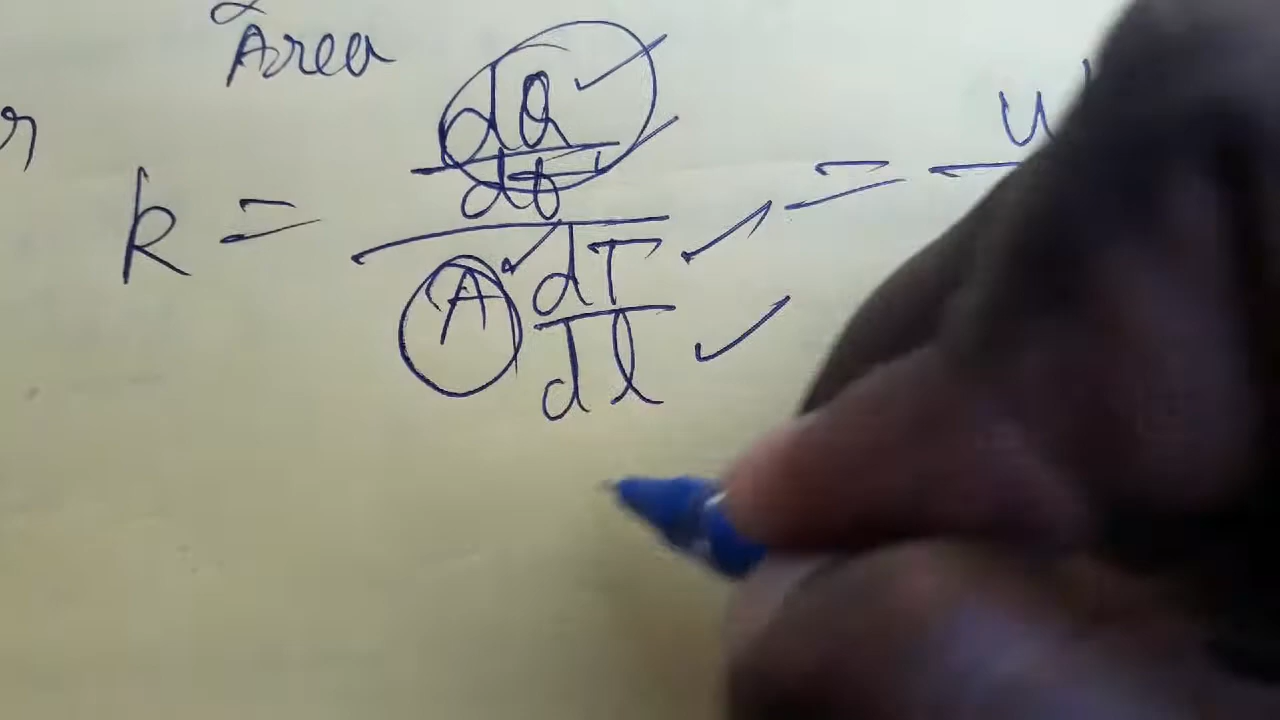 Area
r
k = dQ/dt / A dT/dl = u